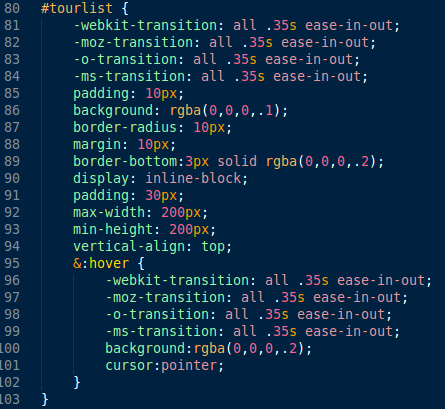 80 #tourlist {
81 -webkit-transition: all .35s ease-in-out;
82 -moz-transition: all .35s ease-in-out;
83 -o-transition: all .35s ease-in-out;
84 -ms-transition: all .35s ease-in-out;
85 padding: 10px;
86 background: rgba(0,0,0,.1);
87 border-radius: 10px;
88 margin: 10px;
89 border-bottom:3px solid rgba(0,0,0,.2);
90 display: inline-block;
91 padding: 30px;
92 max-width: 200px;
93 min-height: 200px;
94 vertical-align: top;
95 &:hover {
96 -webkit-transition: all .35s ease-in-out;
97 -moz-transition: all .35s ease-in-out;
98 -o-transition: all .35s ease-in-out;
99 -ms-transition: all .35s ease-in-out;
100 background:rgba(0,0,0,.2);
101 cursor:pointer;
102 }
103 }